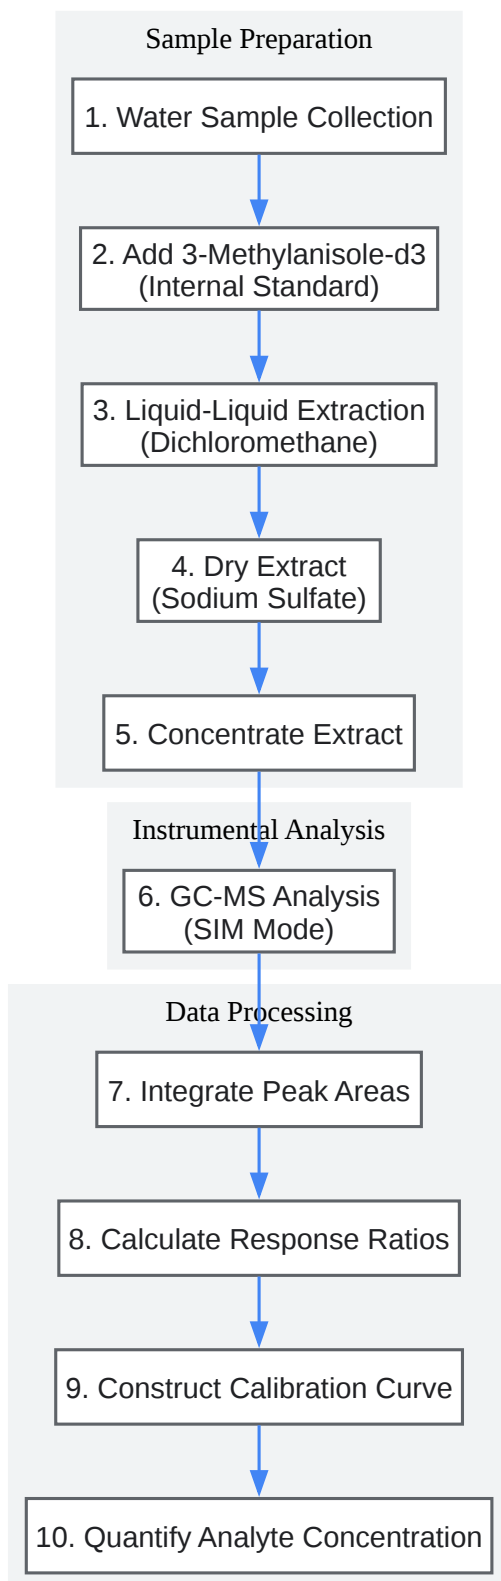 Sample Preparation
1. Water Sample Collection
2. Add 3-Methylanisole-d3
(Internal Standard)
3. Liquid-Liquid Extraction
(Dichloromethane)
4. Dry Extract
(Sodium Sulfate)
5. Concentrate Extract
Instrumental Analysis
6. GC-MS Analysis
(SIM Mode)
Data Processing
7. Integrate Peak Areas
8. Calculate Response Ratios
9. Construct Calibration Curve
10. Quantify Analyte Concentration